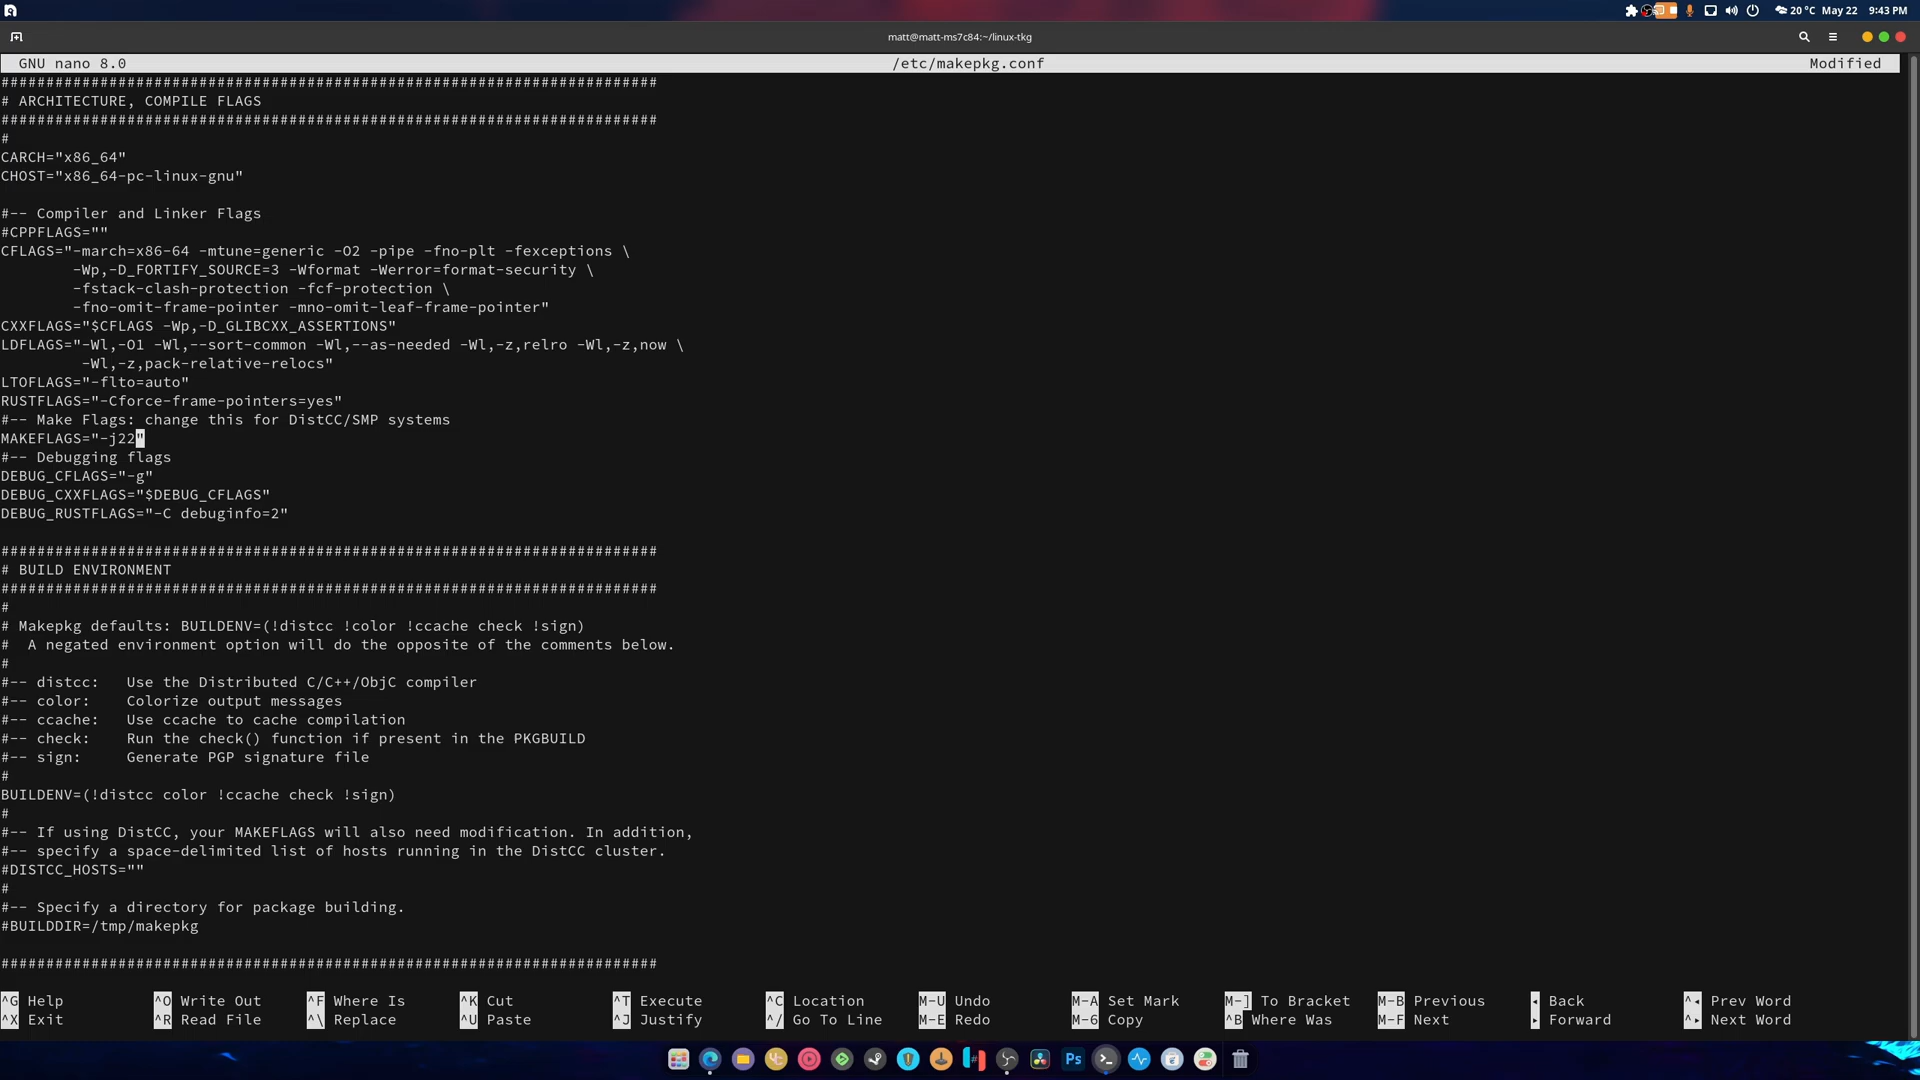 20 °C May 22 9:43 PM
matt@matt-ms7c84:~/linux-tkg
GNU nano 8.0 /etc/makepkg.conf Modified
#########################################################################
# ARCHITECTURE, COMPILE FLAGS
#########################################################################
#
CARCH="x86_64"
CHOST="x86_64-pc-linux-gnu"
#-- Compiler and Linker Flags
#CPPFLAGS=""
CFLAGS="-march=x86-64 -mtune=generic -O2 -pipe -fno-plt -fexceptions \
-Wp,-D_FORTIFY_SOURCE=3 -Wformat -Werror=format-security \
-fstack-clash-protection -fcf-protection \
-fno-omit-frame-pointer -mno-omit-leaf-frame-pointer"
CXXFLAGS="$CFLAGS -Wp,-D_GLIBCXX_ASSERTIONS"
LDFLAGS="-Wl,-O1 -Wl,--sort-common -Wl,--as-needed -Wl,-z,relro -Wl,-z,now \
-Wl,-z,pack-relative-relocs"
LTOFLAGS="-flto=auto"
RUSTFLAGS="-Cforce-frame-pointers=yes"
#-- Make Flags: change this for DistCC/SMP systems
MAKEFLAGS="-j22"
#-- Debugging flags
DEBUG_CFLAGS="-g"
DEBUG_CXXFLAGS="$DEBUG_CFLAGS"
DEBUG_RUSTFLAGS="-C debuginfo=2"
#########################################################################
# BUILD ENVIRONMENT
#########################################################################
#
# Makepkg defaults: BUILDENV=(!distcc !color !ccache check !sign)
#  A negated environment option will do the opposite of the comments below.
#
#-- distcc:   Use the Distributed C/C++/ObjC compiler
#-- color:    Colorize output messages
#-- ccache:   Use ccache to cache compilation
#-- check:    Run the check() function if present in the PKGBUILD
#-- sign:     Generate PGP signature file
#
BUILDENV=(!distcc color !ccache check !sign)
#
#-- If using DistCC, your MAKEFLAGS will also need modification. In addition,
#-- specify a space-delimited list of hosts running in the DistCC cluster.
#DISTCC_HOSTS=""
#
#-- Specify a directory for package building.
#BUILDDIR=/tmp/makepkg
#########################################################################
^G Help ^O Write Out ^F Where Is ^K Cut ^T Execute ^C Location M-U Undo M-A Set Mark M-] To Bracket M-B Previous ◂ Back ^◂ Prev Word
^X Exit ^R Read File ^\ Replace ^U Paste ^J Justify ^/ Go To Line M-E Redo M-6 Copy ^B Where Was M-F Next ▸ Forward ^▸ Next Word
Ps